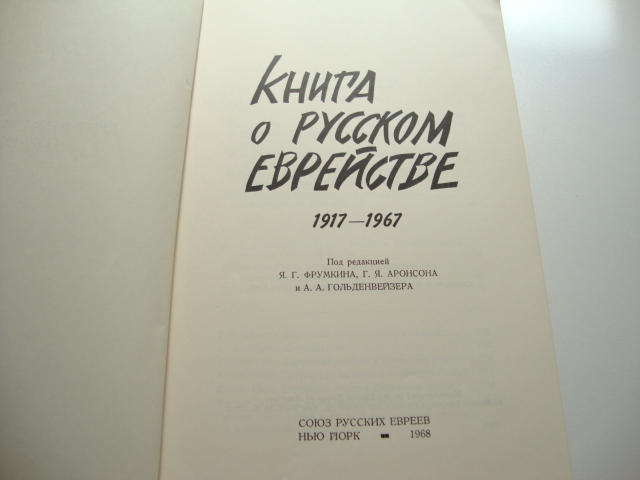 Книга
о русском
еврействе
1917—1967
Под редакцией
Я. Г. ФРУМКИНА, Г. Я. АРОНСОНА
и А. А. ГОЛЬДЕНВЕЙЗЕРА
СОЮЗ РУССКИХ ЕВРЕЕВ
НЬЮ ЙОРК 1968